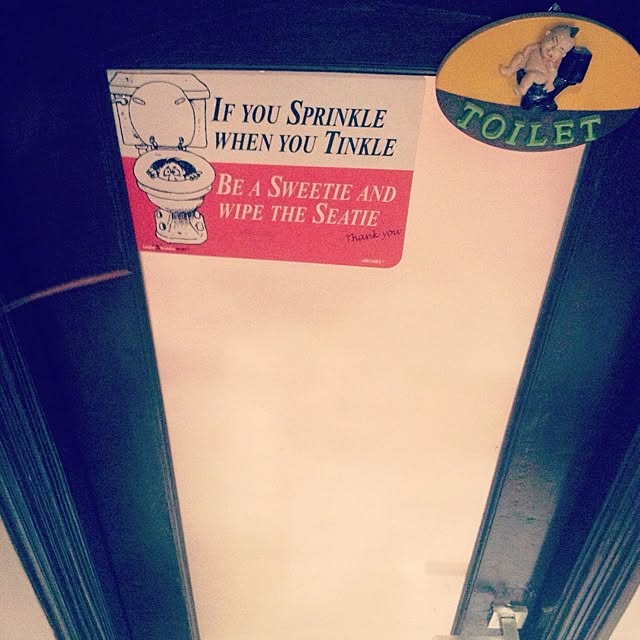 If you Sprinkle
when you Tinkle
Be a Sweetie and
wipe the Seatie
Thank you
TOILET